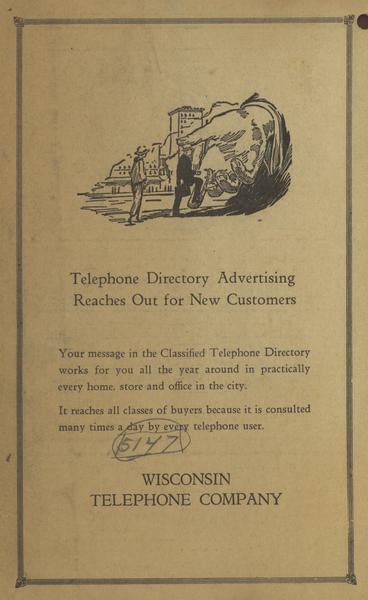 Telephone Directory Advertising
Reaches Out for New Customers
Your message in the Classified Telephone Directory
works for you all the year around in practically
every home, store and office in the city.
It reaches all classes of buyers because it is consulted
many times a day by every telephone user.
5147
WISCONSIN
TELEPHONE COMPANY